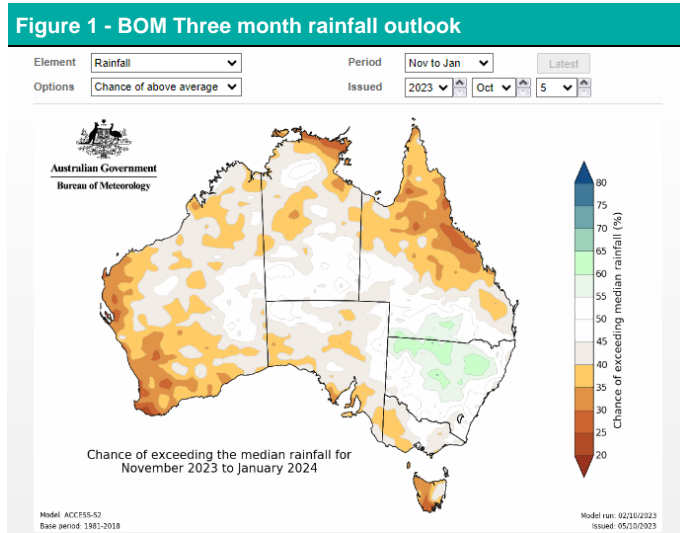 Figure 1 - BOM Three month rainfall outlook
Element Rainfall Period Nov to Jan Latest
Options Chance of above average Issued 2023 Oct 5
Australian Government
Bureau of Meteorology
80
75
70
65
60
55
50
45
40
35
30
25
20
Chance of exceeding median rainfall (%)
Chance of exceeding the median rainfall for
November 2023 to January 2024
Model: ACCESS-S2
Base period: 1981-2018
Model run: 02/10/2023
Issued: 05/10/2023